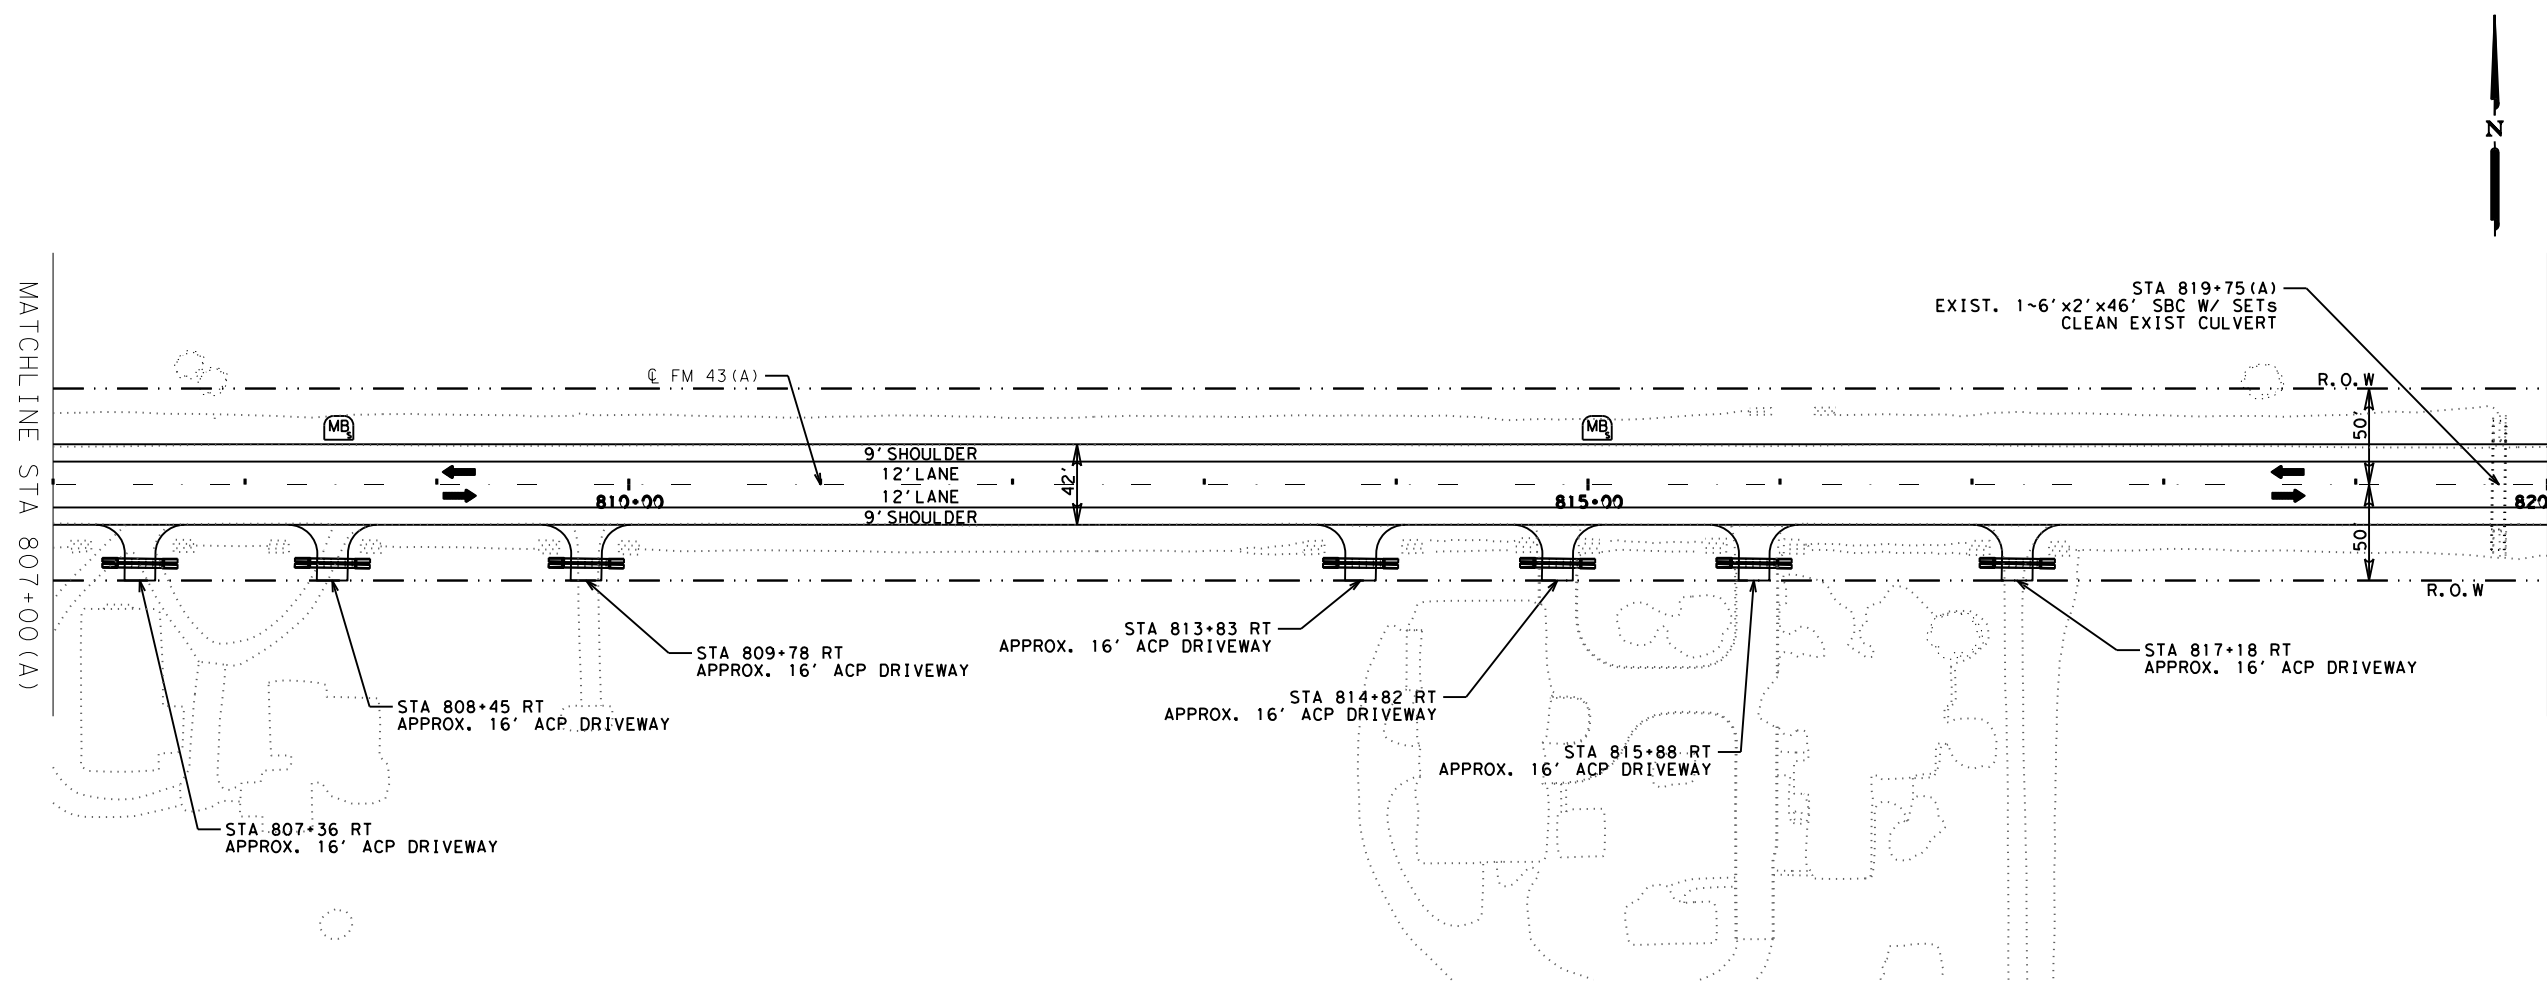 N
MATCHLINE STA 807+00(A)
STA 819+75(A)
EXIST. 1~6'x2'x46' SBC W/ SETs
CLEAN EXIST CULVERT
℄ FM 43(A)
R.O.W
MBs
MBs
50'
9' SHOULDER
12' LANE
42'
12' LANE
810+00
815+00
820
9' SHOULDER
50'
R.O.W
STA 813+83 RT
APPROX. 16' ACP DRIVEWAY
STA 809+78 RT
APPROX. 16' ACP DRIVEWAY
STA 817+18 RT
APPROX. 16' ACP DRIVEWAY
STA 814+82 RT
APPROX. 16' ACP DRIVEWAY
STA 808+45 RT
APPROX. 16' ACP DRIVEWAY
STA 815+88 RT
APPROX. 16' ACP DRIVEWAY
STA 807+36 RT
APPROX. 16' ACP DRIVEWAY